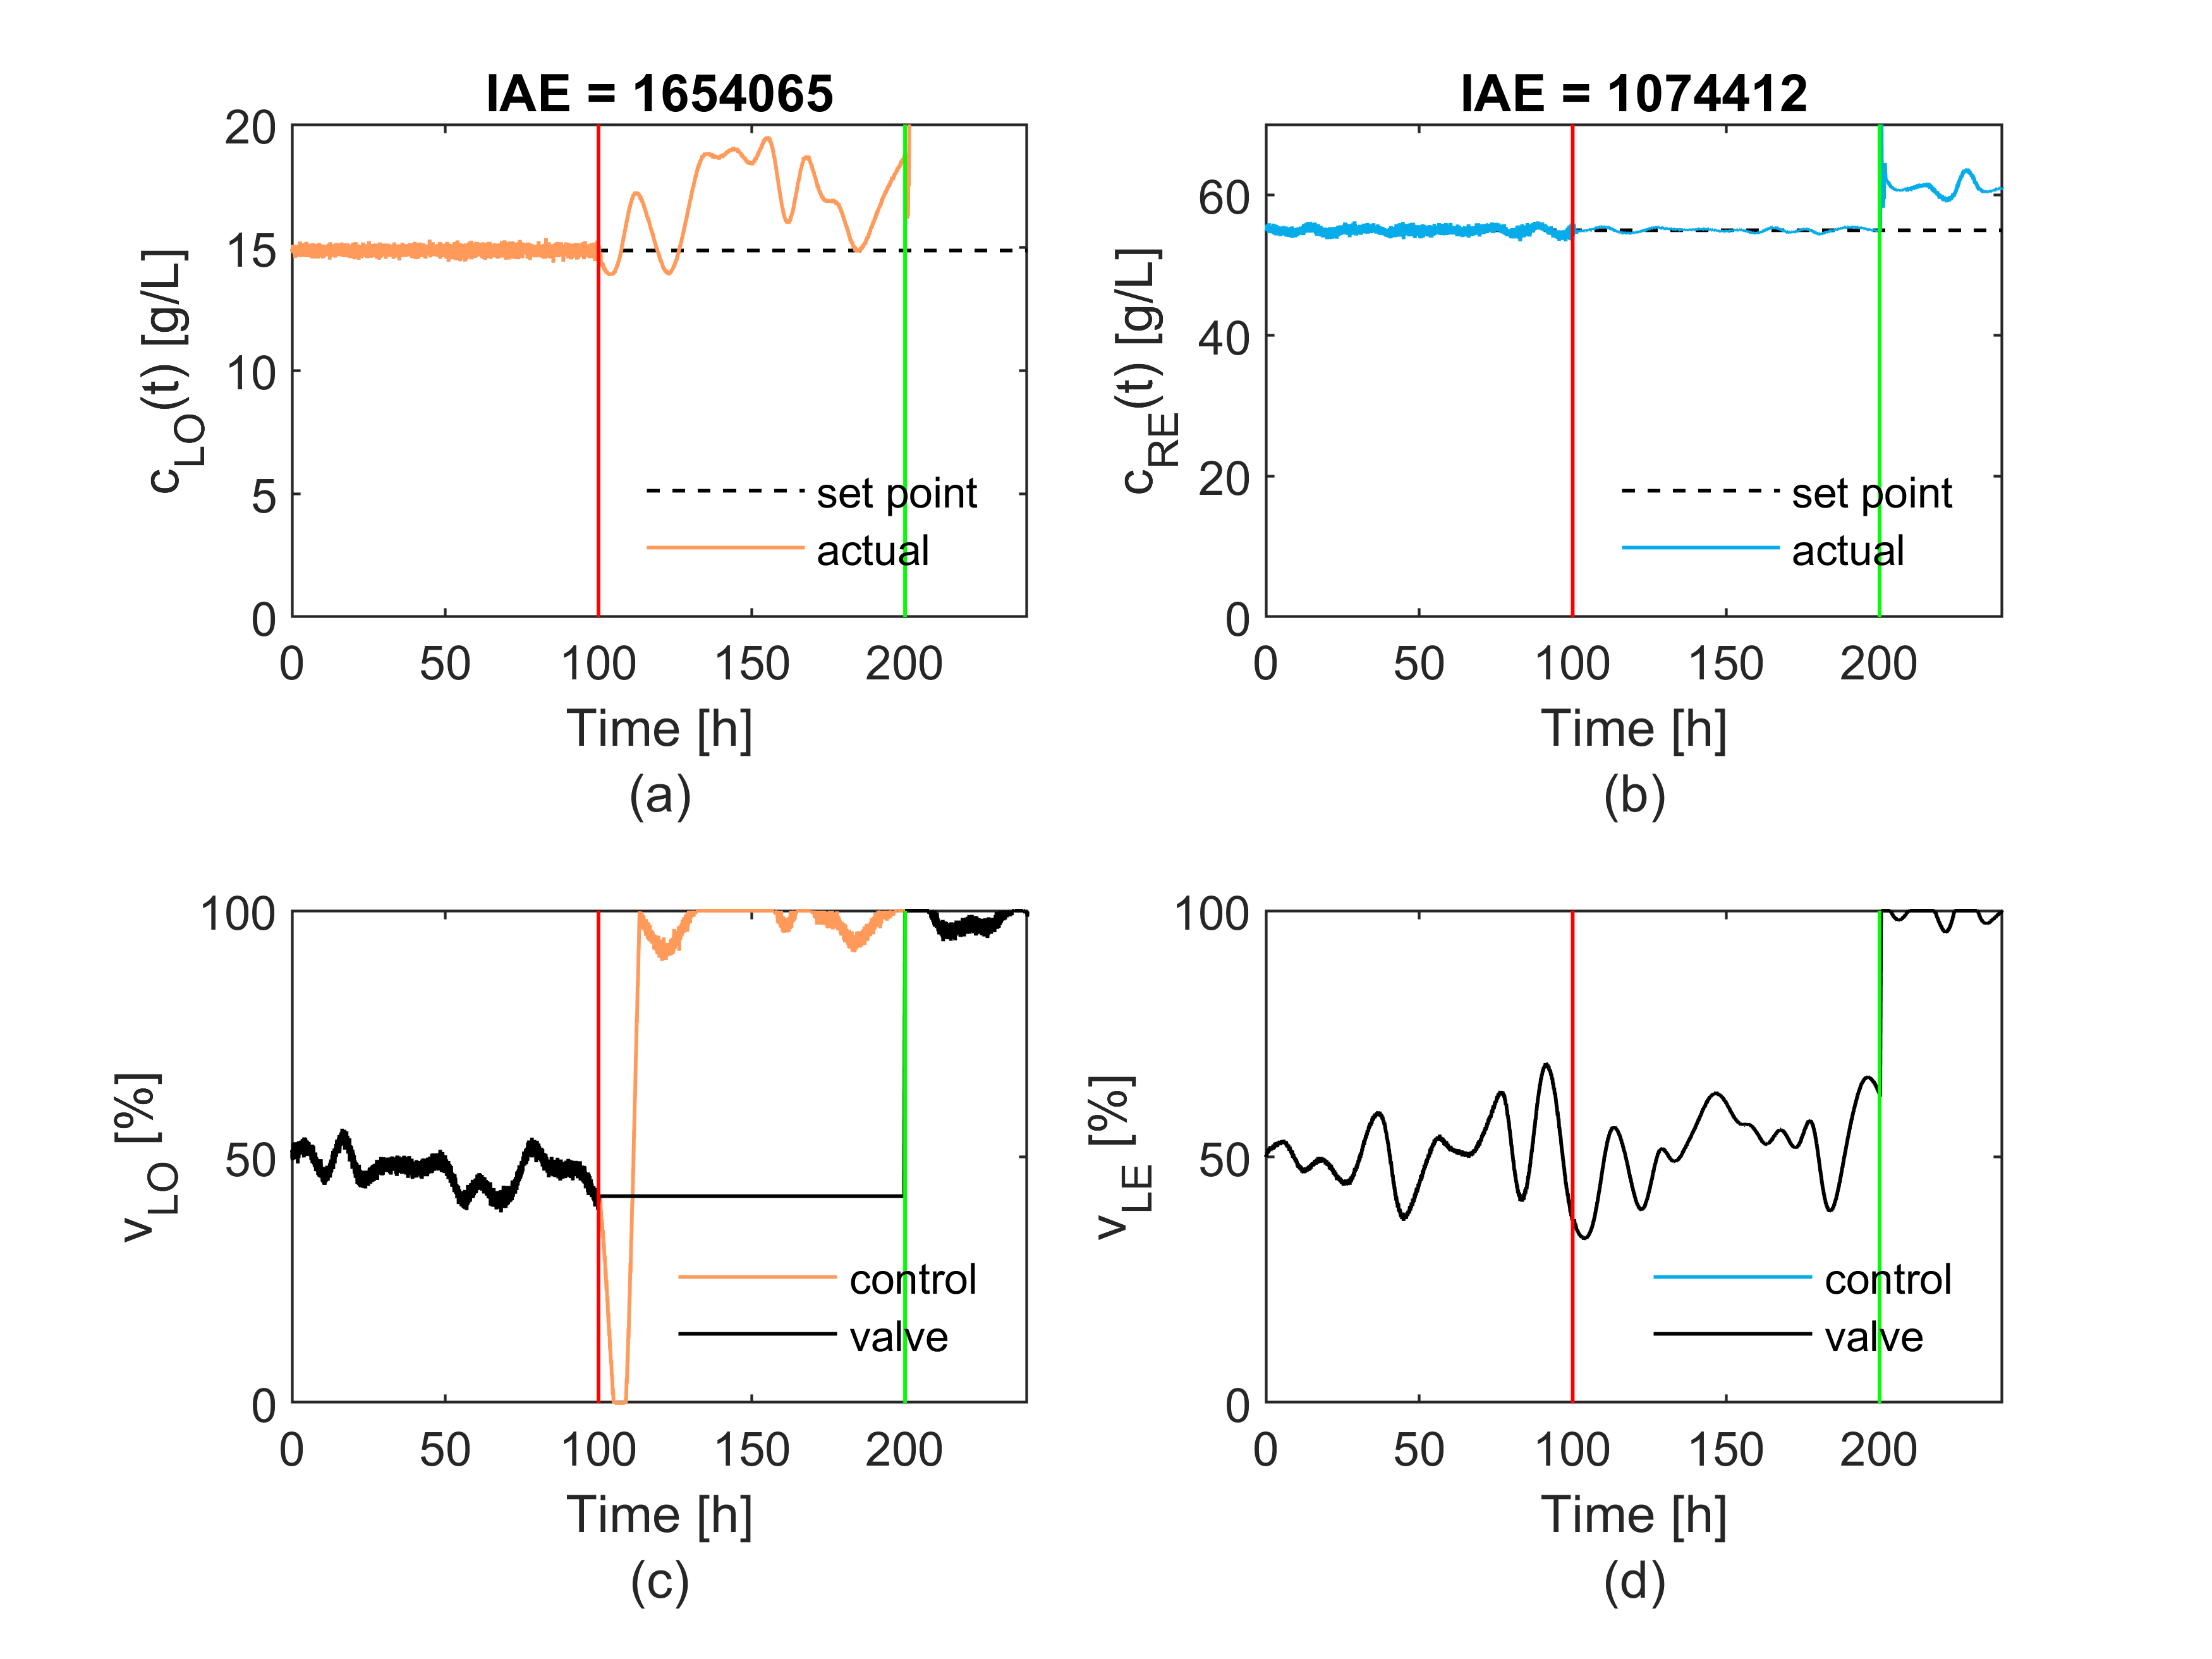 IAE = 1654065
20
15
10
5
0
c_LO(t) [g/L]
set point
actual
0 50 100 150 200
Time [h]
(a)
IAE = 1074412
60
40
20
0
c_RE(t) [g/L]
set point
actual
0 50 100 150 200
Time [h]
(b)
100
50
0
v_LO [%]
control
valve
0 50 100 150 200
Time [h]
(c)
100
50
0
v_LE [%]
control
valve
0 50 100 150 200
Time [h]
(d)